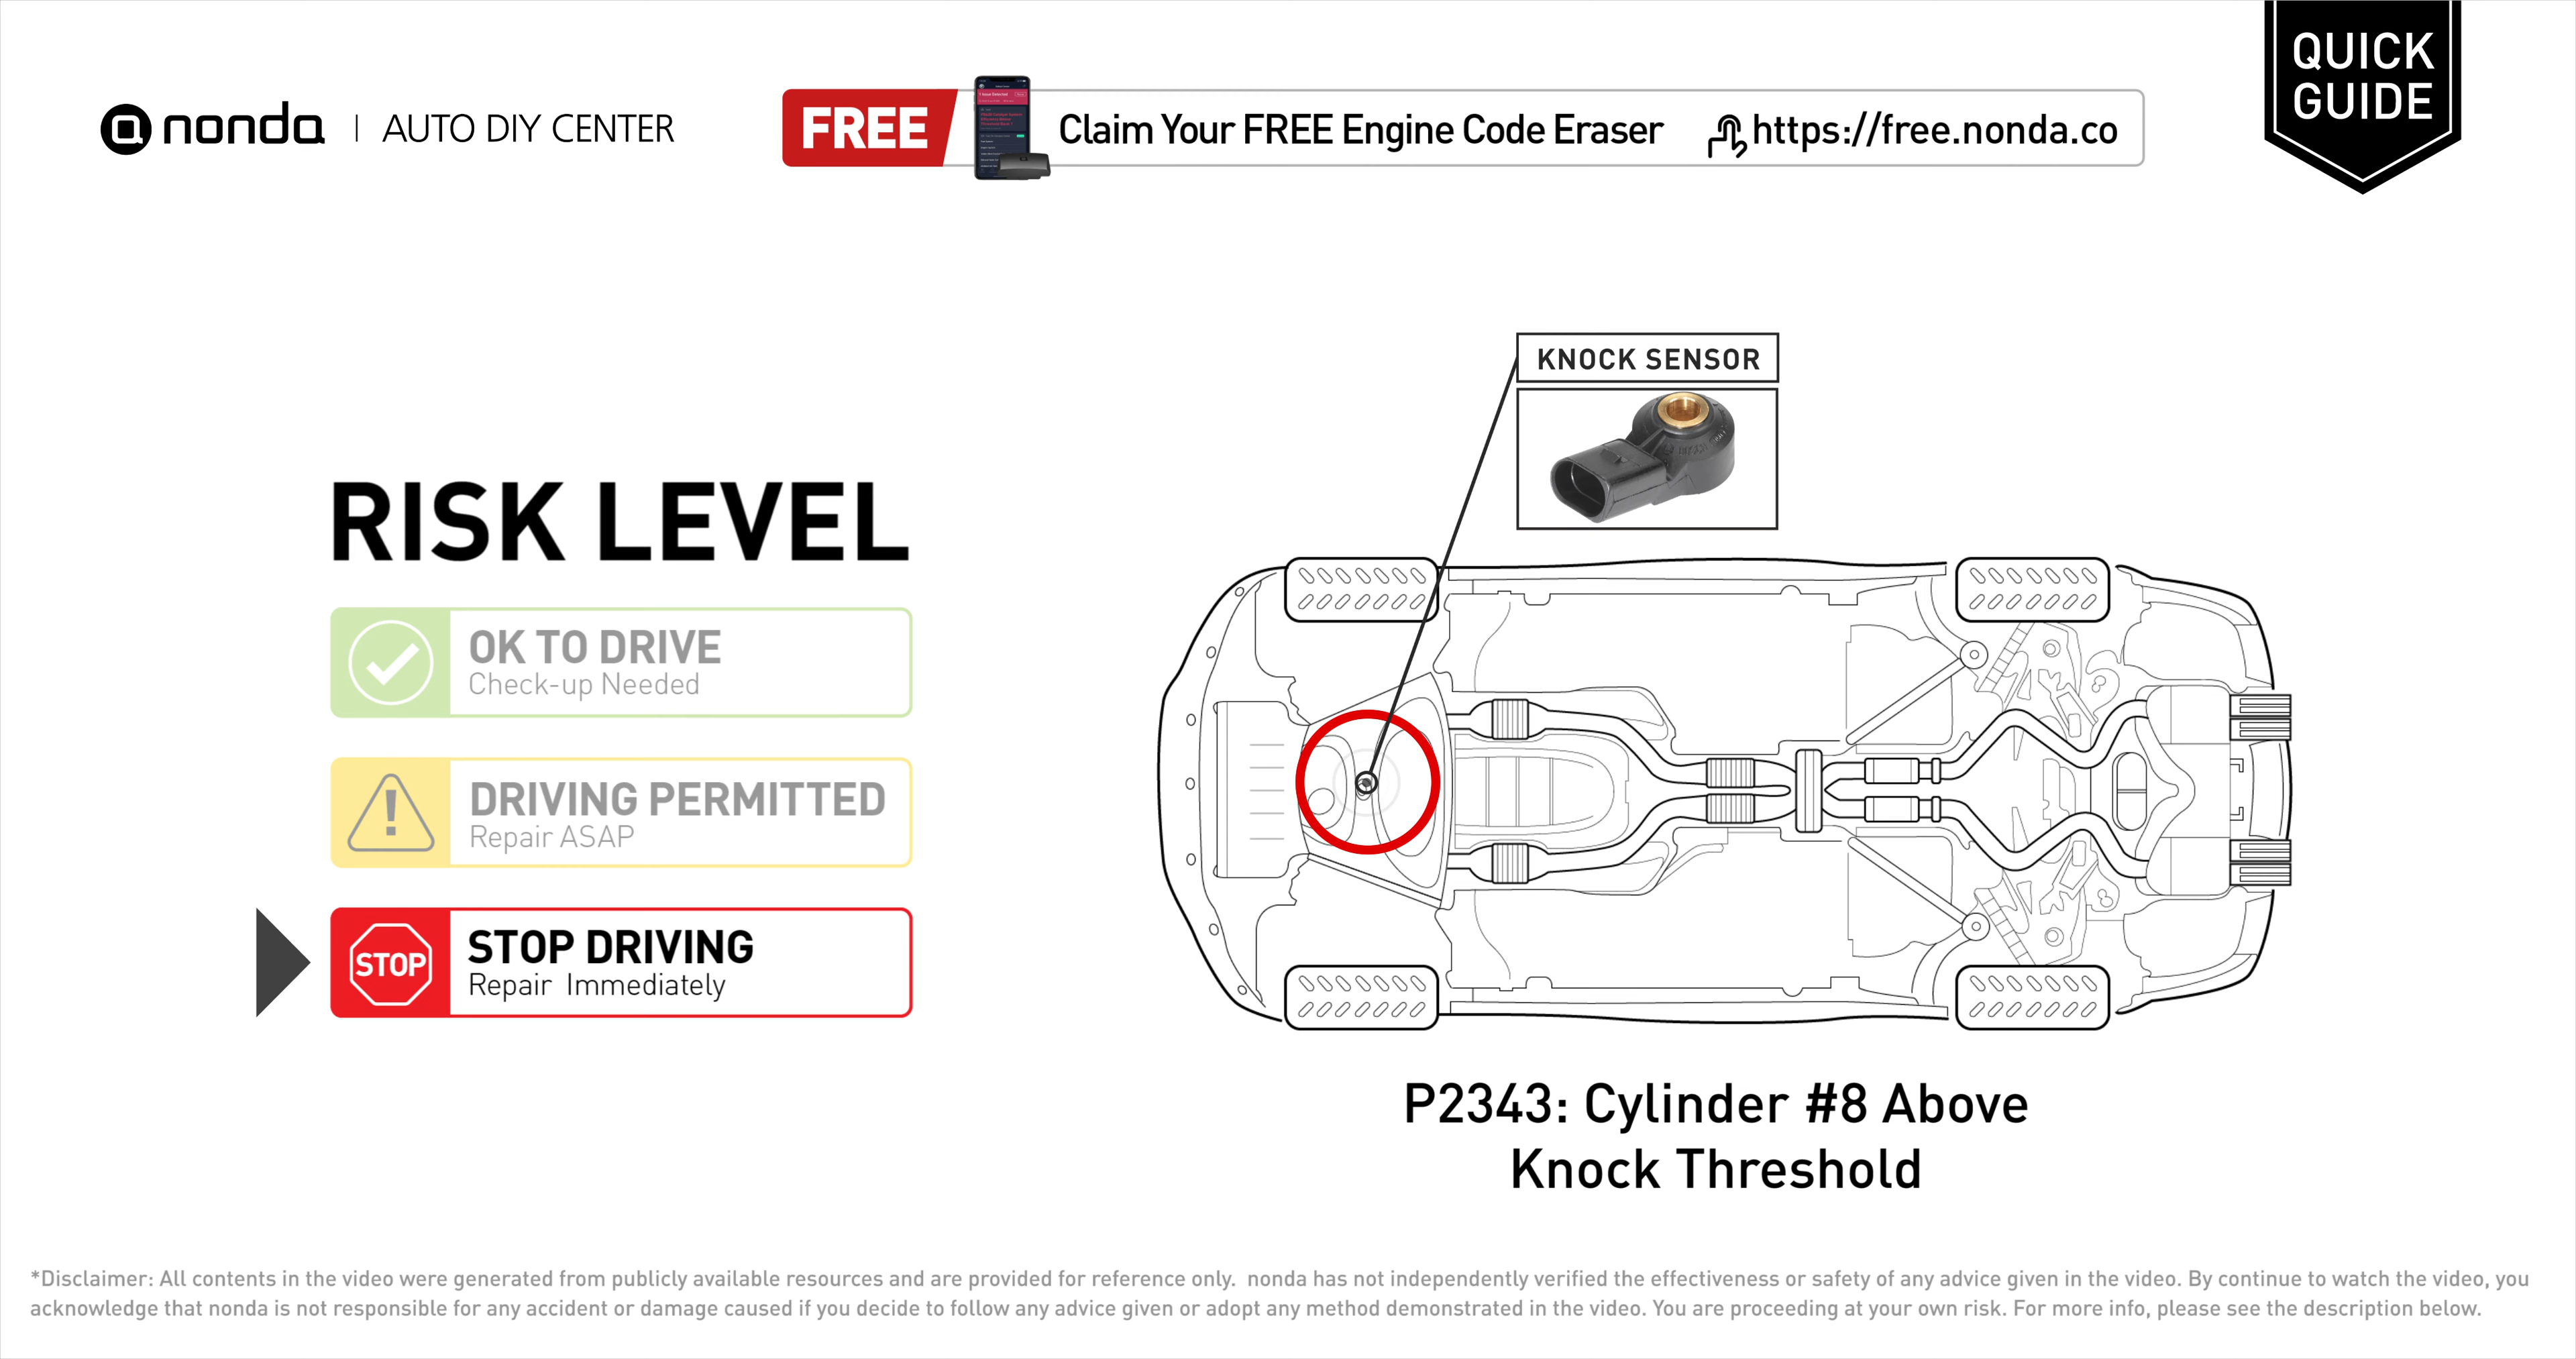 nonda | AUTO DIY CENTER
FREE
Claim Your FREE Engine Code Eraser
https://free.nonda.co
QUICK
GUIDE
KNOCK SENSOR
RISK LEVEL
OK TO DRIVE
Check-up Needed
DRIVING PERMITTED
Repair ASAP
STOP
STOP DRIVING
Repair Immediately
P2343: Cylinder #8 Above
Knock Threshold
*Disclaimer: All contents in the video were generated from publicly available resources and are provided for reference only. nonda has not independently verified the effectiveness or safety of any advice given in the video. By continue to watch the video, you
acknowledge that nonda is not responsible for any accident or damage caused if you decide to follow any advice given or adopt any method demonstrated in the video. You are proceeding at your own risk. For more info, please see the description below.